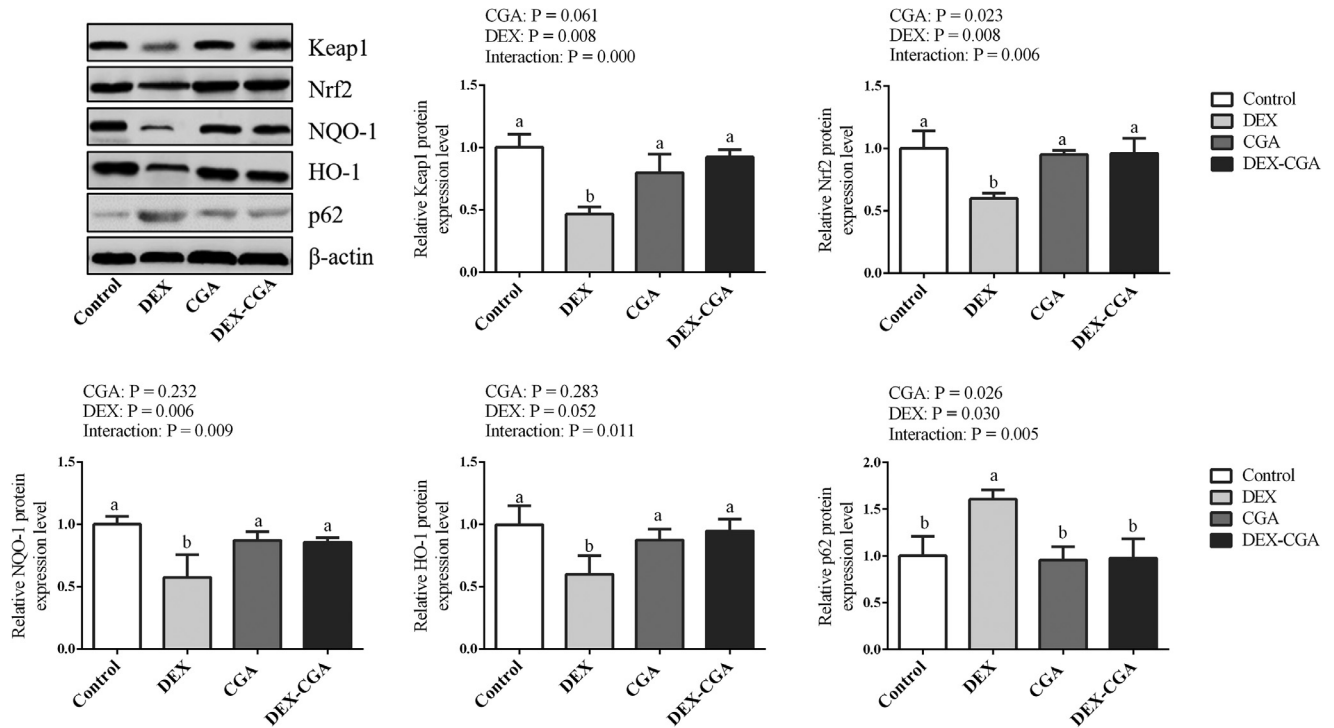 Keap1
Nrf2
NQO-1
HO-1
p62
β-actin
Control
DEX
CGA
DEX-CGA
CGA: P = 0.061
DEX: P = 0.008
Interaction: P = 0.000
Relative Keap1 protein
expression level
1.5
1.0
0.5
0.0
a
b
a
a
Control
DEX
CGA
DEX-CGA
CGA: P = 0.023
DEX: P = 0.008
Interaction: P = 0.006
Relative Nrf2 protein
expression level
1.5
1.0
0.5
0.0
a
b
a
a
Control
DEX
CGA
DEX-CGA
Control
DEX
CGA
DEX-CGA
CGA: P = 0.232
DEX: P = 0.006
Interaction: P = 0.009
Relative NQO-1 protein
expression level
1.5
1.0
0.5
0.0
a
b
a
a
Control
DEX
CGA
DEX-CGA
CGA: P = 0.283
DEX: P = 0.052
Interaction: P = 0.011
Relative HO-1 protein
expression level
1.5
1.0
0.5
0.0
a
b
a
a
Control
DEX
CGA
DEX-CGA
CGA: P = 0.026
DEX: P = 0.030
Interaction: P = 0.005
Relative p62 protein
expression level
2.0
1.5
1.0
0.5
0.0
b
a
b
b
Control
DEX
CGA
DEX-CGA
Control
DEX
CGA
DEX-CGA